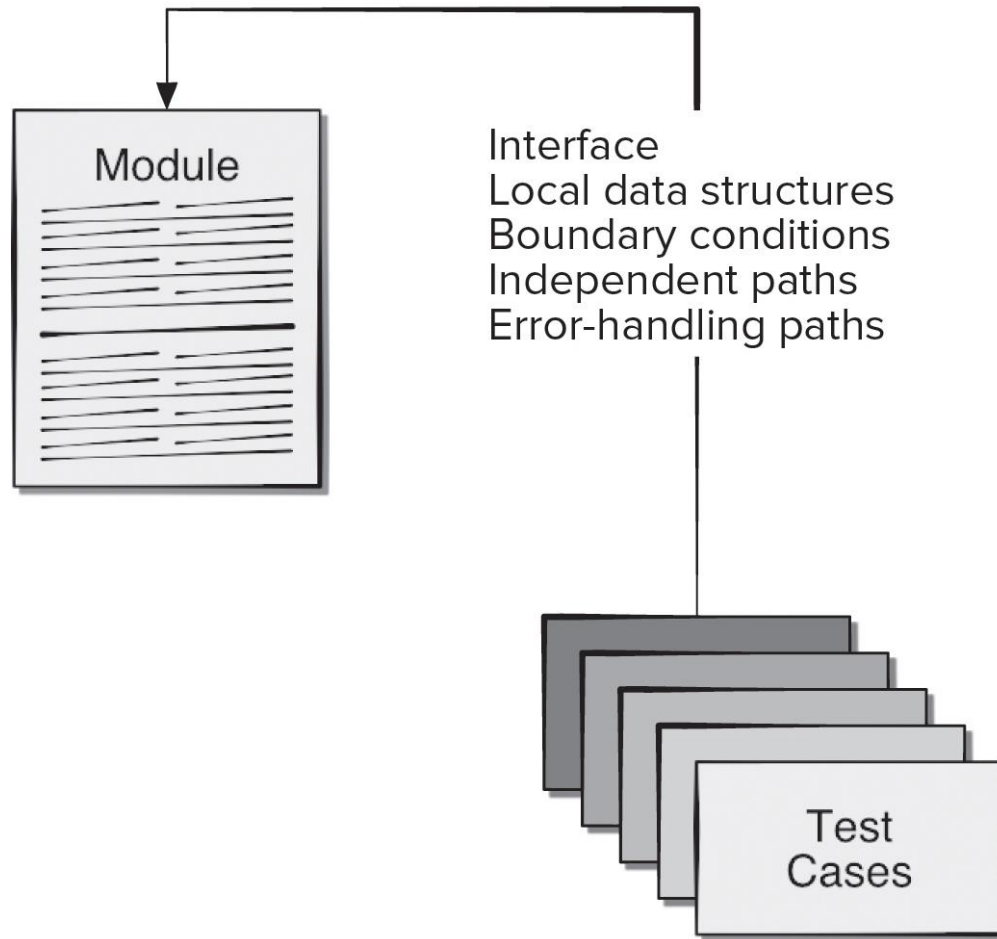 Module
Interface
Local data structures
Boundary conditions
Independent paths
Error-handling paths
Test
Cases